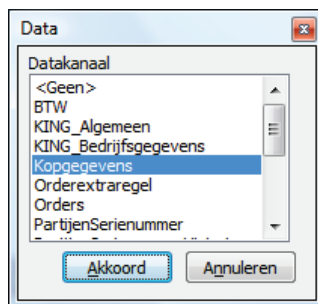 Data
Datakanaal
<Geen>
BTW
KING_Algemeen
KING_Bedrijfsgegevens
Kopgegevens
Orderextraregel
Orders
PartijenSerienummer
Akkoord
Annuleren